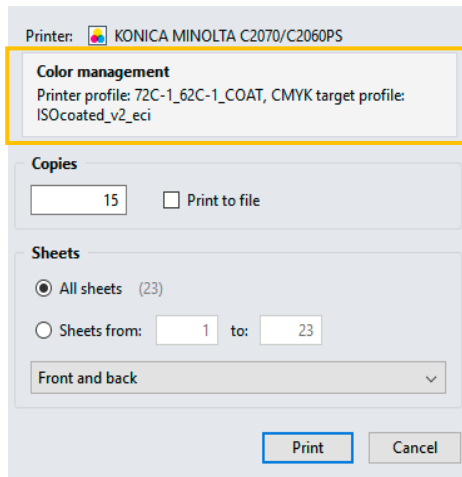 Printer: KONICA MINOLTA C2070/C2060PS
Color management
Printer profile: 72C-1_62C-1_COAT, CMYK target profile:
ISOcoated_v2_eci
Copies
15 Print to file
Sheets
All sheets (23)
Sheets from: 1 to: 23
Front and back
Print Cancel